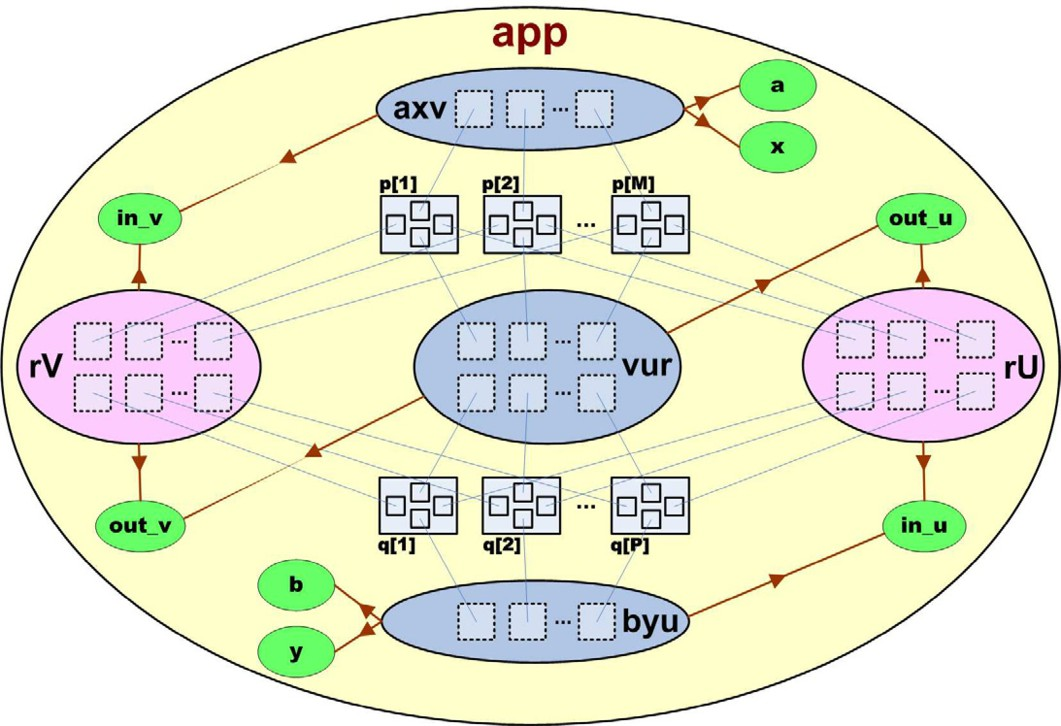 app
axv ...
a
x
p[1] p[2] p[M]
in_v
...
out_u
rV
...
...
...
...
vur
...
...
rU
out_v
...
in_u
q[1] q[2] q[P]
b
y
... byu